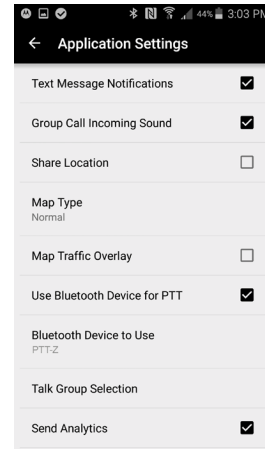 44% 3:03 PM
Application Settings
Text Message Notifications
Group Call Incoming Sound
Share Location
Map Type
Normal
Map Traffic Overlay
Use Bluetooth Device for PTT
Bluetooth Device to Use
PTT-Z
Talk Group Selection
Send Analytics